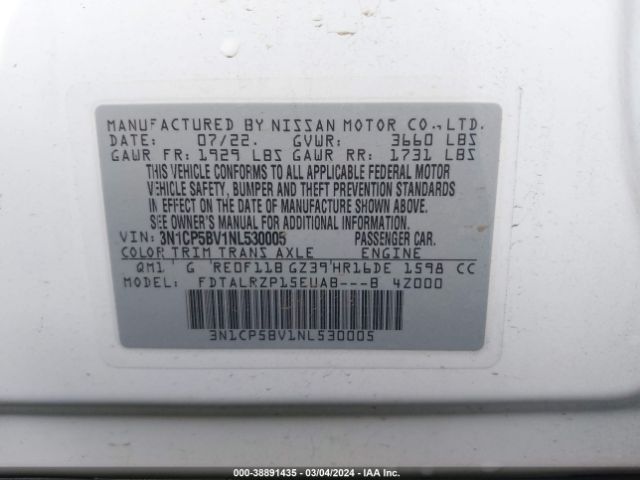 MANUFACTURED BY NISSAN MOTOR CO., LTD.
DATE: 07/22. GVWR: 3660 LBS
GAWR FR: 1929 LBS GAWR RR: 1731 LBS
THIS VEHICLE CONFORMS TO ALL APPLICABLE FEDERAL MOTOR
VEHICLE SAFETY, BUMPER AND THEFT PREVENTION STANDARDS
IN EFFECT ON THE DATE OF MANUFACTURE SHOWN ABOVE.
SEE OWNER'S MANUAL FOR ADDITIONAL INFORMATION.
VIN: 3N1CP5BV1NL530005 PASSENGER CAR.
COLOR TRIM TRANS AXLE ENGINE
QM1 G RE0F11B GZ39 HR16DE 1598 CC
MODEL: FDTALRZP15EUAB---B 4Z000
3N1CP5BV1NL530005
000-38891435 - 03/04/2024 - IAA Inc.